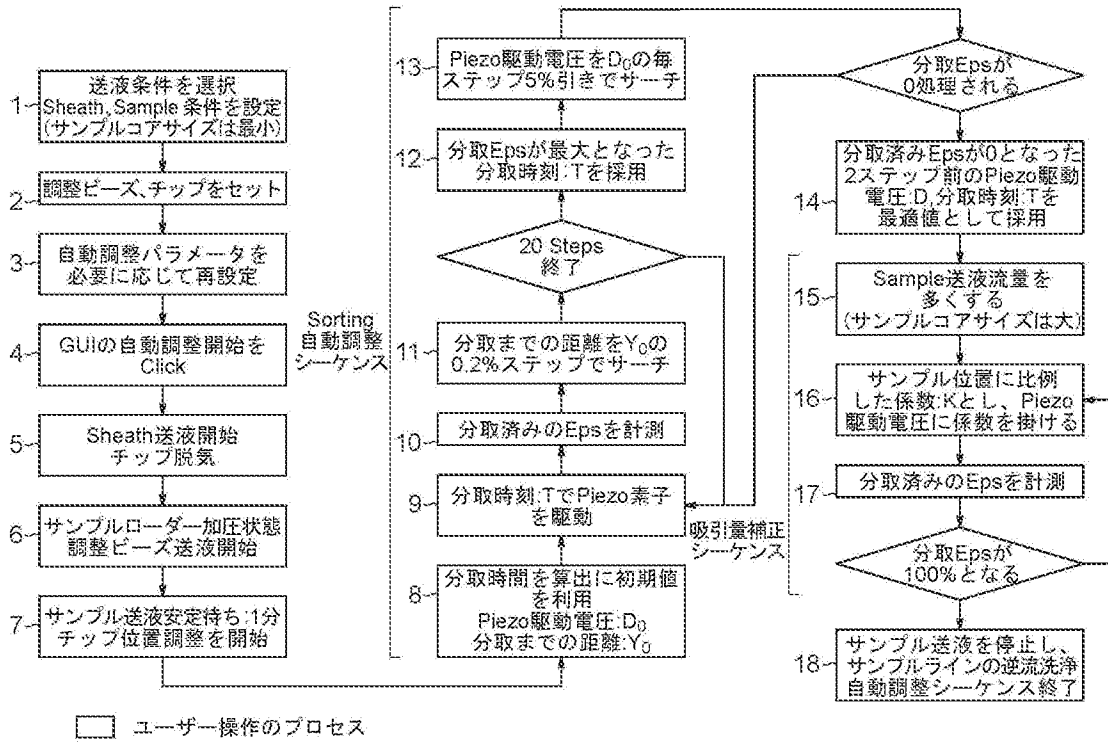 1
送液条件を選択
Sheath, Sample 条件を設定
(サンプルコアサイズは最小)
2
調整ビーズ、チップをセット
3
自動調整パラメータを
必要に応じて再設定
4
GUIの自動調整開始を
Click
5
Sheath送液開始
チップ脱気
6
サンプルローダー加圧状態
調整ビーズ送液開始
7
サンプル送液安定待ち:1分
チップ位置調整を開始
Sorting
自動調整
シーケンス
8
分取時間を算出に初期値
を利用
Piezo駆動電圧:D₀
分取までの距離:Y₀
9
分取時刻:TでPiezo素子
を駆動
10
分取済みのEpsを計測
11
分取までの距離をY₀の
0.2%ステップでサーチ
20 Steps
終了
12
分取Epsが最大となった
分取時刻:Tを採用
13
Piezo駆動電圧をD₀の毎
ステップ5%引きでサーチ
分取Epsが
0処理される
14
分取済みEpsが0となった
2ステップ前のPiezo駆動
電圧:D,分取時刻:Tを
最適値として採用
吸引量補正
シーケンス
15
Sample送液流量を
多くする
(サンプルコアサイズは大)
16
サンプル位置に比例
した係数:Kとし、Piezo
駆動電圧に係数を掛ける
17
分取済みのEpsを計測
分取Epsが
100%となる
18
サンプル送液を停止し、
サンプルラインの逆流洗浄
自動調整シーケンス終了
ユーザー操作のプロセス